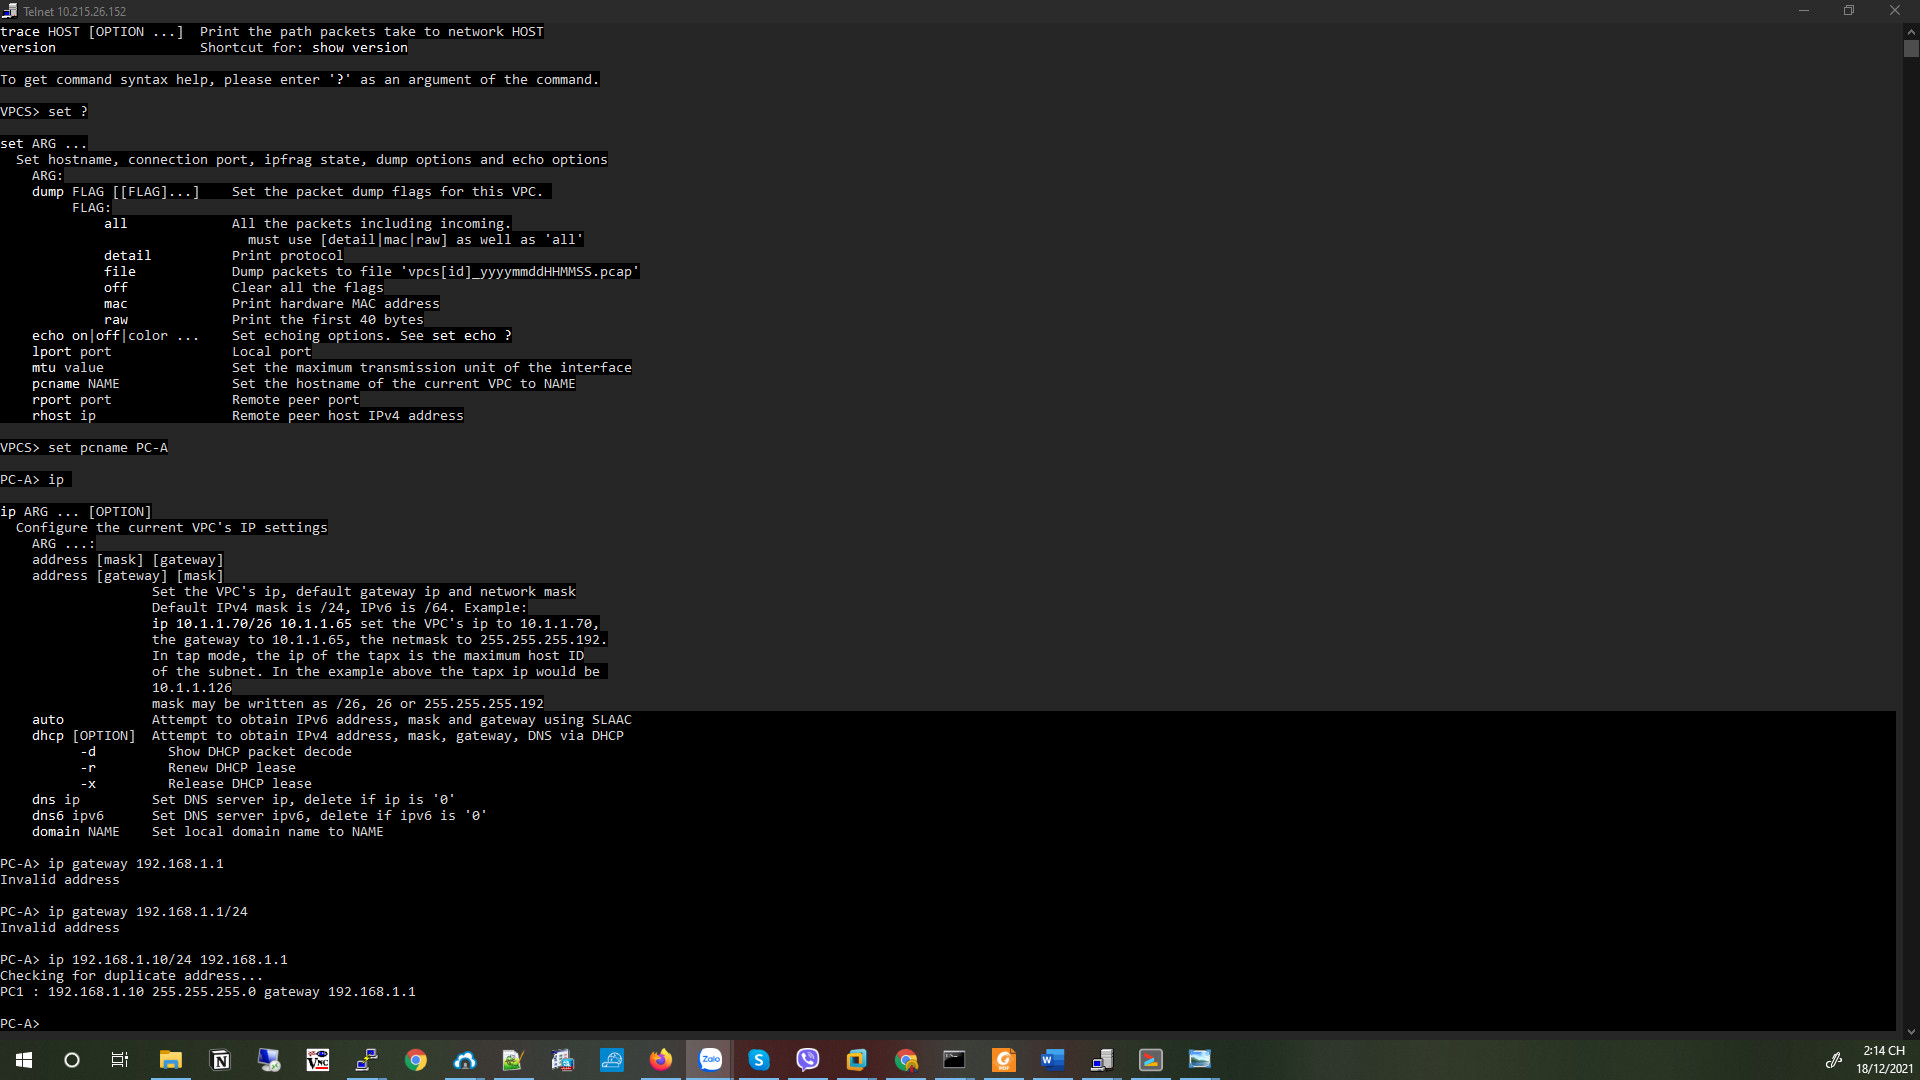 Telnet 10.215.26.152
trace HOST [OPTION ...]  Print the path packets take to network HOST
version                  Shortcut for: show version

To get command syntax help, please enter '?' as an argument of the command.

VPCS> set ?

set ARG ...
  Set hostname, connection port, ipfrag state, dump options and echo options
    ARG:
    dump FLAG [[FLAG]...]    Set the packet dump flags for this VPC.
         FLAG:
             all             All the packets including incoming.
                               must use [detail|mac|raw] as well as 'all'
             detail          Print protocol
             file            Dump packets to file 'vpcs[id]_yyyymmddHHMMSS.pcap'
             off             Clear all the flags
             mac             Print hardware MAC address
             raw             Print the first 40 bytes
    echo on|off|color ...    Set echoing options. See set echo ?
    lport port               Local port
    mtu value                Set the maximum transmission unit of the interface
    pcname NAME              Set the hostname of the current VPC to NAME
    rport port               Remote peer port
    rhost ip                 Remote peer host IPv4 address

VPCS> set pcname PC-A

PC-A> ip

ip ARG ... [OPTION]
  Configure the current VPC's IP settings
    ARG ...:
    address [mask] [gateway]
    address [gateway] [mask]
                   Set the VPC's ip, default gateway ip and network mask
                   Default IPv4 mask is /24, IPv6 is /64. Example:
                   ip 10.1.1.70/26 10.1.1.65 set the VPC's ip to 10.1.1.70,
                   the gateway to 10.1.1.65, the netmask to 255.255.255.192.
                   In tap mode, the ip of the tapx is the maximum host ID
                   of the subnet. In the example above the tapx ip would be
                   10.1.1.126
                   mask may be written as /26, 26 or 255.255.255.192
    auto           Attempt to obtain IPv6 address, mask and gateway using SLAAC
    dhcp [OPTION]  Attempt to obtain IPv4 address, mask, gateway, DNS via DHCP
          -d         Show DHCP packet decode
          -r         Renew DHCP lease
          -x         Release DHCP lease
    dns ip         Set DNS server ip, delete if ip is '0'
    dns6 ipv6      Set DNS server ipv6, delete if ipv6 is '0'
    domain NAME    Set local domain name to NAME

PC-A> ip gateway 192.168.1.1
Invalid address

PC-A> ip gateway 192.168.1.1/24
Invalid address

PC-A> ip 192.168.1.10/24 192.168.1.1
Checking for duplicate address...
PC1 : 192.168.1.10 255.255.255.0 gateway 192.168.1.1

PC-A>
Zalo
2:14 CH
18/12/2021